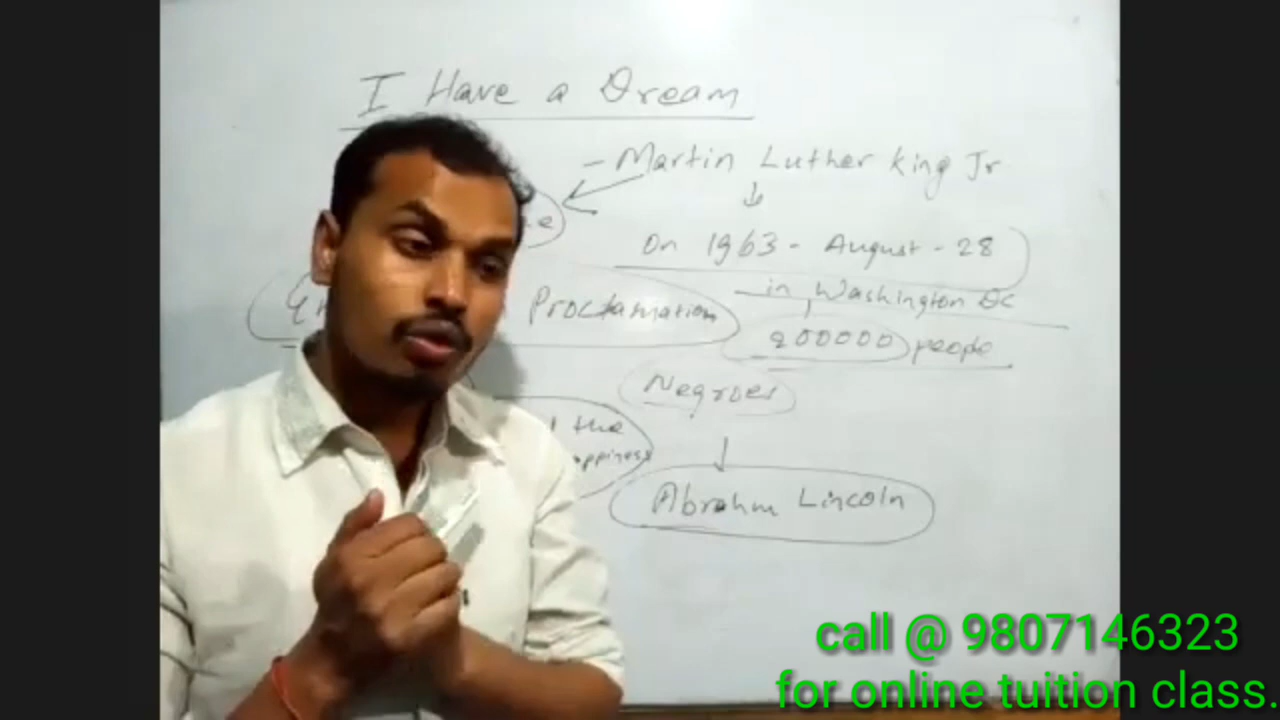 I Have a Dream
- Martin Luther king Jr.
On 1963 - August - 28
in Washington DC
Proclamation
200000 people
Negroes
the
Abrahm Lincoln
call @ 9807146323
for online tuition class.